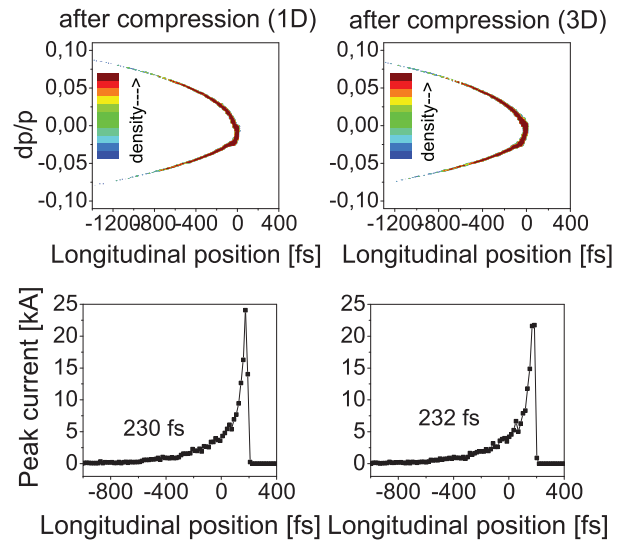 after compression (1D)
after compression (3D)
0,10
0,05
0,00
-0,05
-0,10
dp/p
density--->
-1200 -800 -400 0 400
Longitudinal position [fs]
0,10
0,05
0,00
-0,05
-0,10
density--->
-1200 -800 -400 0 400
Longitudinal position [fs]
25
20
15
10
5
0
Peak current [kA]
230 fs
-800 -400 0 400
Longitudinal position [fs]
25
20
15
10
5
0
232 fs
-800 -400 0 400
Longitudinal position [fs]